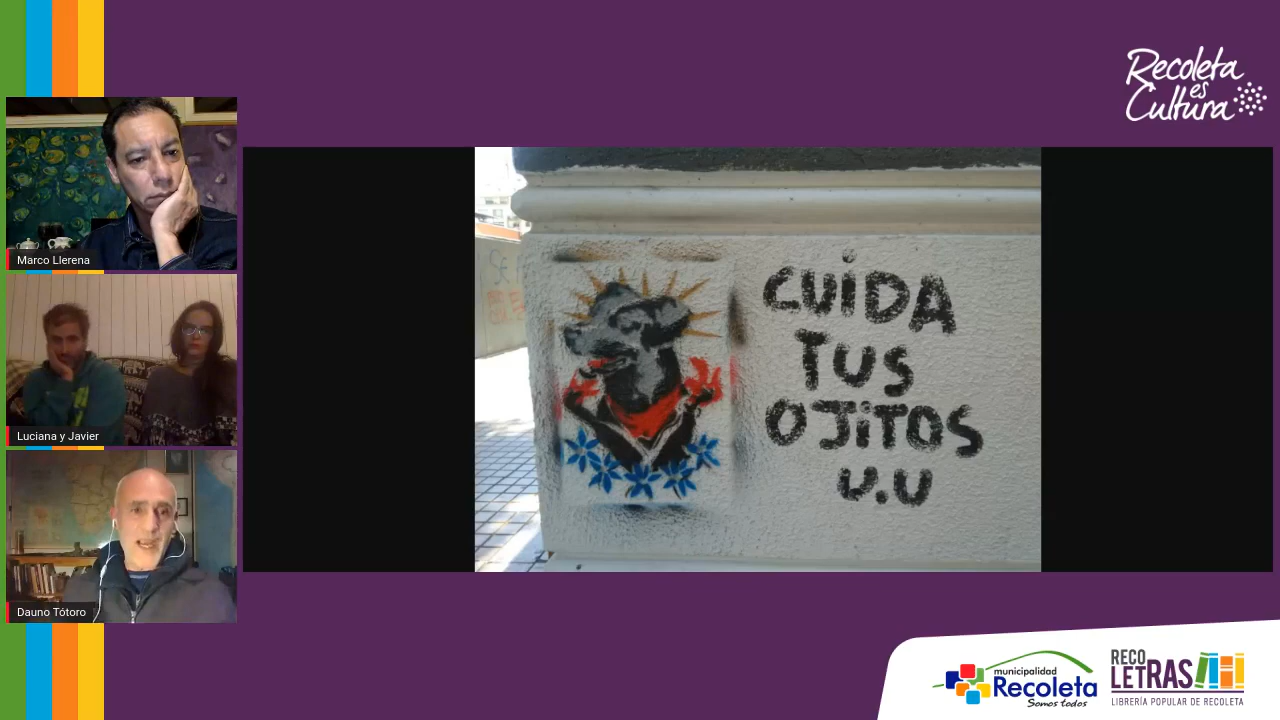 Recoleta
es
Cultura
Marco Llerena
Luciana y Javier
Dauno Tótoro
CUIDA
TUS
OJITOS
U.U
municipalidad
Recoleta
Somos todos
RECO
LETRAS
LIBRERÍA POPULAR DE RECOLETA